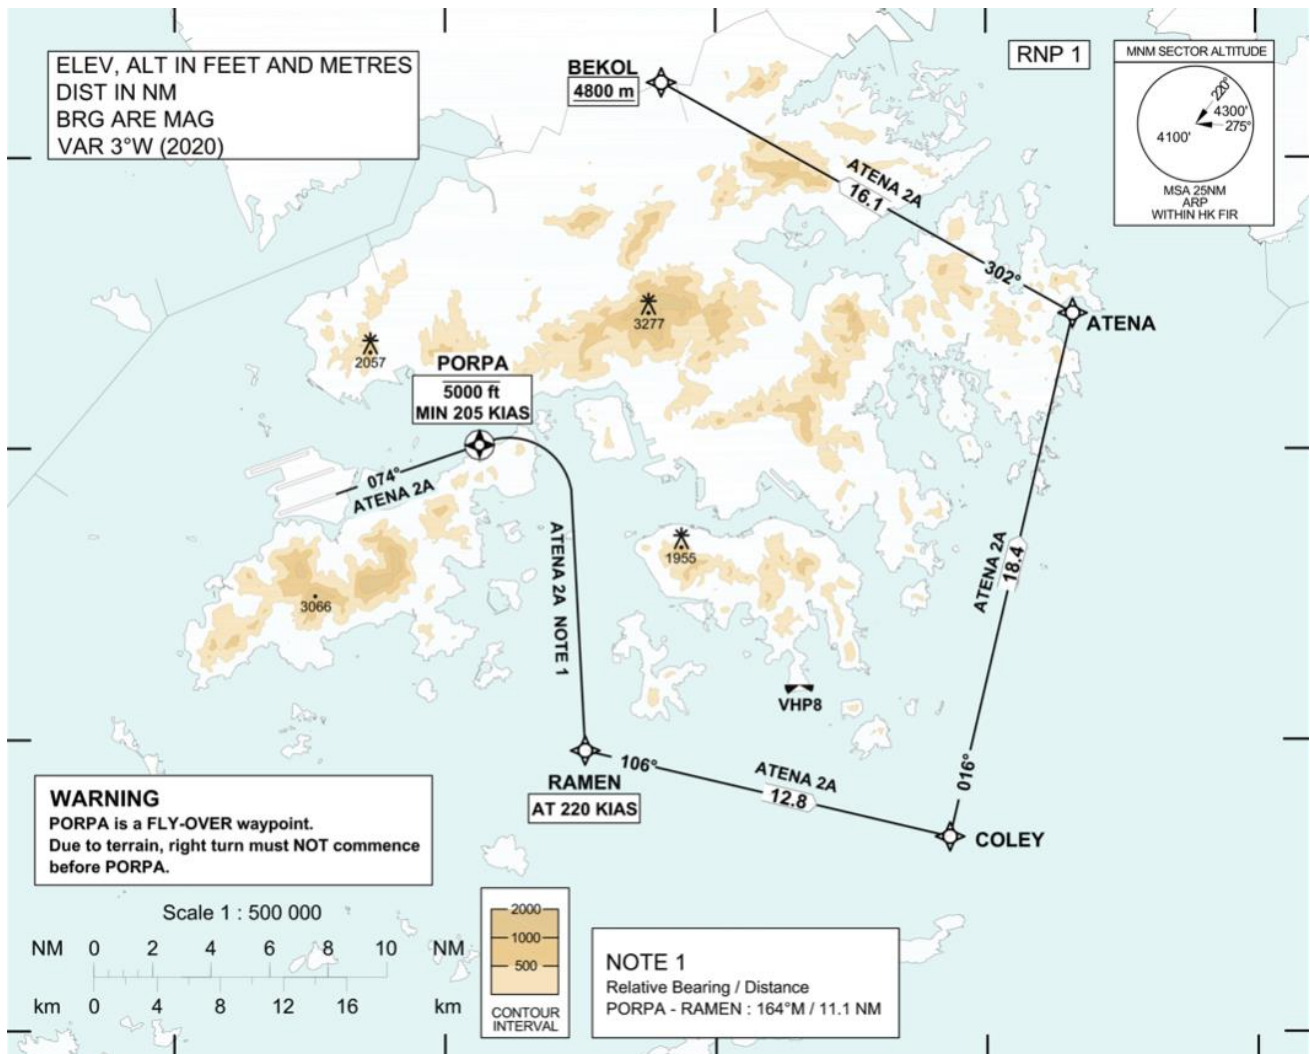 ELEV, ALT IN FEET AND METRES
DIST IN NM
BRG ARE MAG
VAR 3°W (2020)
BEKOL
4800 m
RNP 1
MNM SECTOR ALTITUDE
220°
4300'
275°
4100'
MSA 25NM
ARP
WITHIN HK FIR
ATENA 2A
16.1
302°
ATENA
3277
2057
PORPA
5000 ft
MIN 205 KIAS
074°
ATENA 2A
ATENA 2A NOTE 1
1955
3066
ATENA 2A
18.4
VHP8
016°
RAMEN
AT 220 KIAS
106°
ATENA 2A
12.8
COLEY
WARNING
PORPA is a FLY-OVER waypoint.
Due to terrain, right turn must NOT commence
before PORPA.
Scale 1 : 500 000
NM 0 2 4 6 8 10 NM
km 0 4 8 12 16 km
2000
1000
500
CONTOUR
INTERVAL
NOTE 1
Relative Bearing / Distance
PORPA - RAMEN : 164°M / 11.1 NM